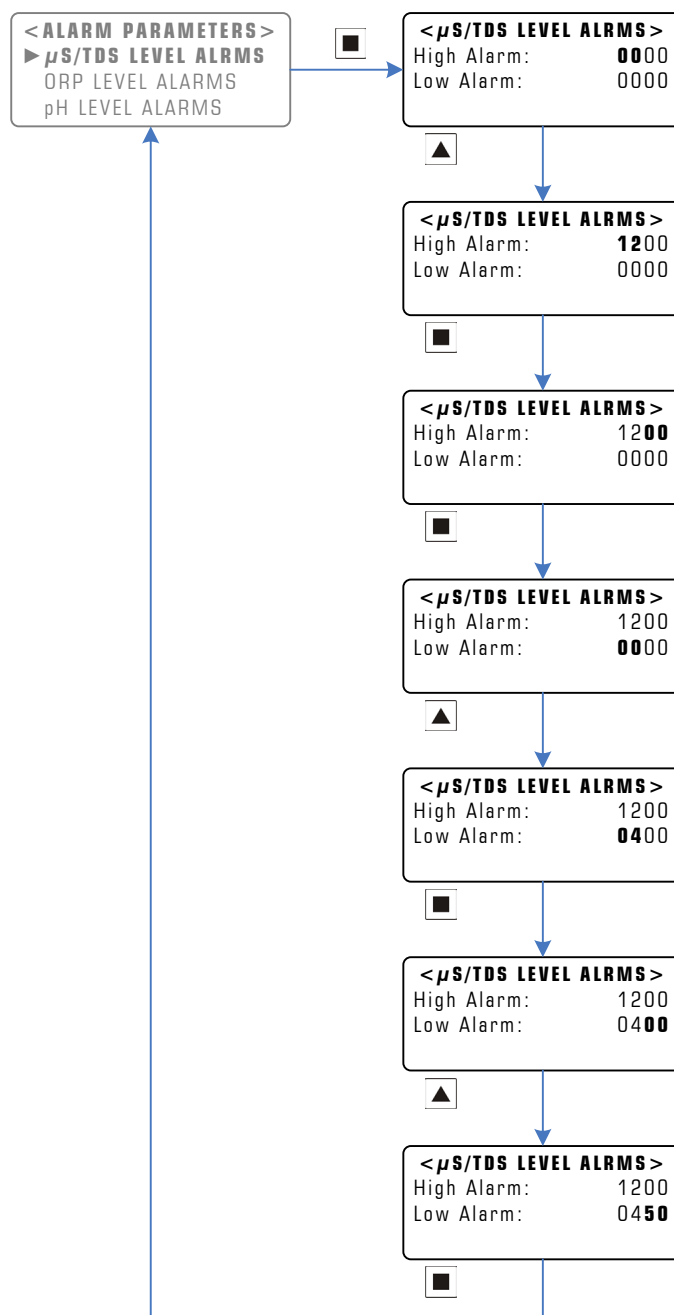 <ALARM PARAMETERS>
►µS/TDS LEVEL ALRMS
ORP LEVEL ALARMS
pH LEVEL ALARMS
<µS/TDS LEVEL ALRMS>
High Alarm: 0000
Low Alarm: 0000
<µS/TDS LEVEL ALRMS>
High Alarm: 1200
Low Alarm: 0000
<µS/TDS LEVEL ALRMS>
High Alarm: 1200
Low Alarm: 0000
<µS/TDS LEVEL ALRMS>
High Alarm: 1200
Low Alarm: 0000
<µS/TDS LEVEL ALRMS>
High Alarm: 1200
Low Alarm: 0400
<µS/TDS LEVEL ALRMS>
High Alarm: 1200
Low Alarm: 0400
<µS/TDS LEVEL ALRMS>
High Alarm: 1200
Low Alarm: 0450